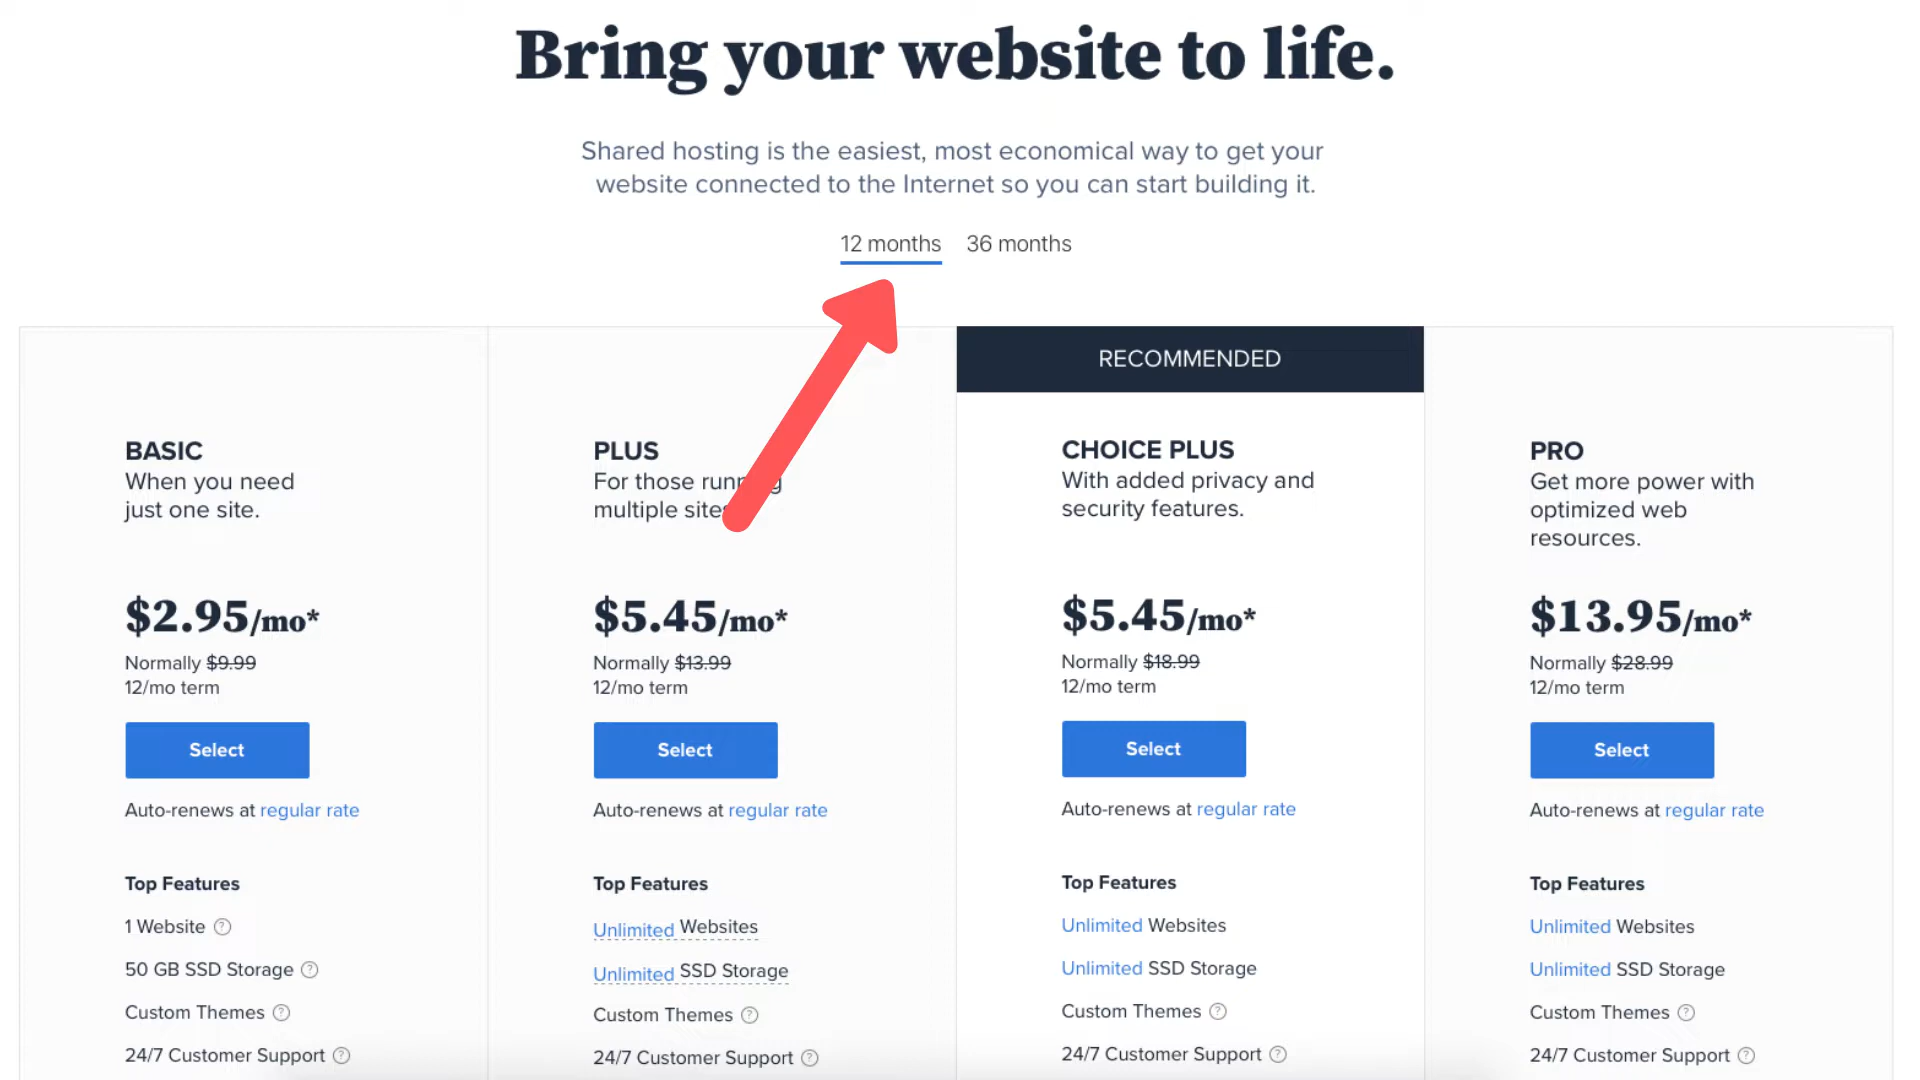 Bring your website to life.
Shared hosting is the easiest, most economical way to get your
website connected to the Internet so you can start building it.
12 months 36 months
RECOMMENDED
BASIC
When you need
just one site.
$2.95/mo*
Normally $9.99
12/mo term
Select
Auto-renews at regular rate
Top Features
1 Website
50 GB SSD Storage
Custom Themes
24/7 Customer Support
PLUS
For those
multiple
$5.45/mo*
Normally $13.99
12/mo term
Select
Auto-renews at regular rate
Top Features
Unlimited Websites
Unlimited SSD Storage
Custom Themes
24/7 Customer Support
CHOICE PLUS
With added privacy and
security features.
$5.45/mo*
Normally $18.99
12/mo term
Select
Auto-renews at regular rate
Top Features
Unlimited Websites
Unlimited SSD Storage
Custom Themes
24/7 Customer Support
PRO
Get more power with
optimized web
resources.
$13.95/mo*
Normally $28.99
12/mo term
Select
Auto-renews at regular rate
Top Features
Unlimited Websites
Unlimited SSD Storage
Custom Themes
24/7 Customer Support